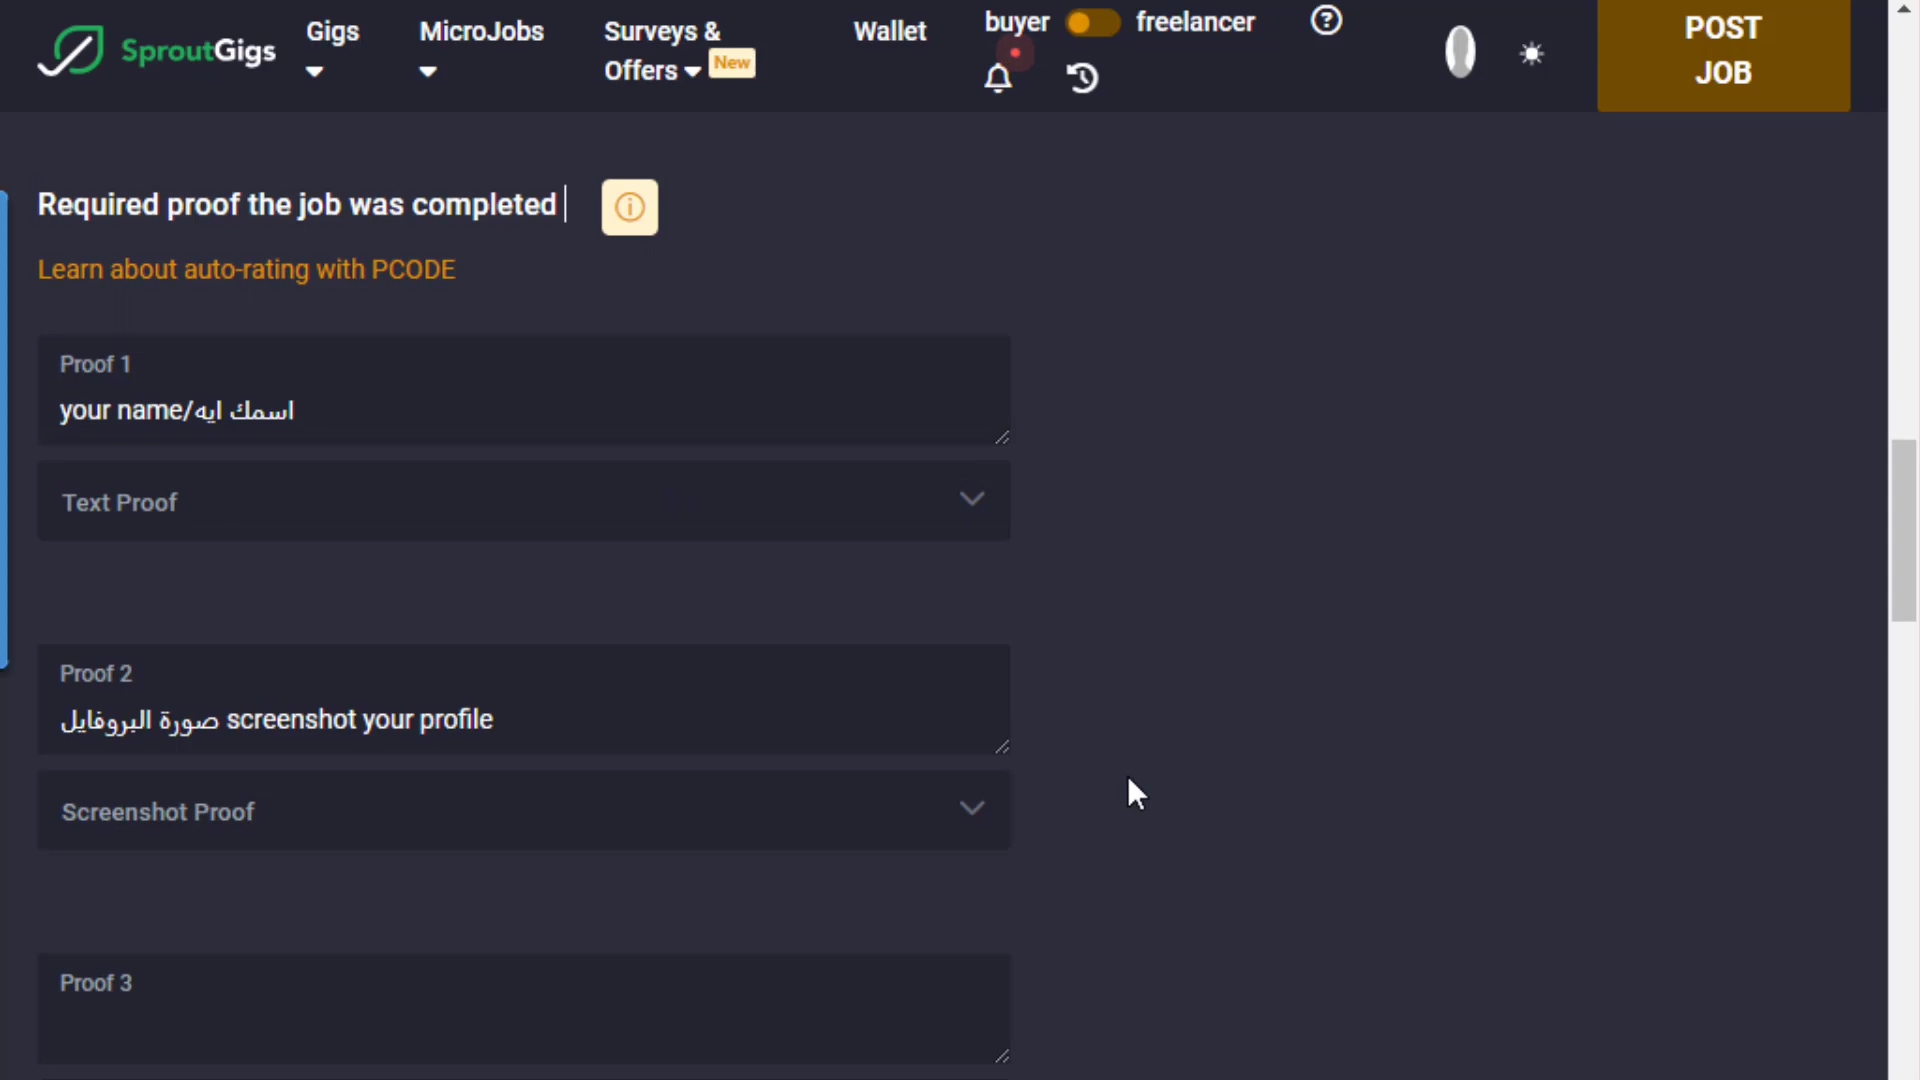 SproutGigs
Gigs
MicroJobs
Surveys &
Offers New
Wallet
buyer freelancer
POST
JOB
Required proof the job was completed
Learn about auto-rating with PCODE
Proof 1
your name/اسمك ايه
Text Proof
Proof 2
صورة البروفايل screenshot your profile
Screenshot Proof
Proof 3